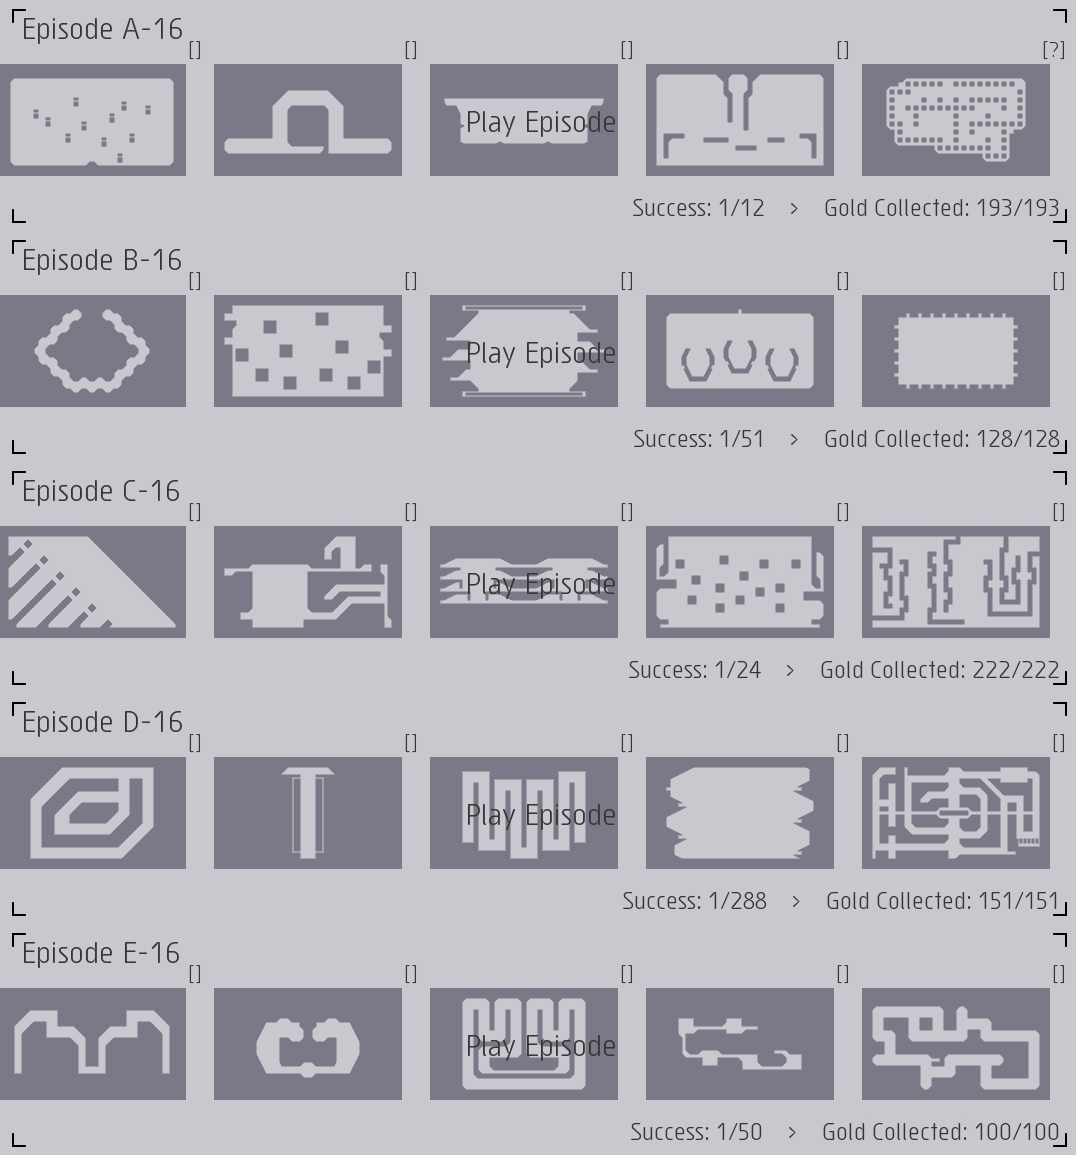 Episode A-16
[] [] [] [] [?]
Play Episode
Success: 1/12 > Gold Collected: 193/193
Episode B-16
[] [] [] [] []
Play Episode
Success: 1/51 > Gold Collected: 128/128
Episode C-16
[] [] [] [] []
Play Episode
Success: 1/24 > Gold Collected: 222/222
Episode D-16
[] [] [] [] []
Play Episode
Success: 1/288 > Gold Collected: 151/151
Episode E-16
[] [] [] [] []
Play Episode
Success: 1/50 > Gold Collected: 100/100